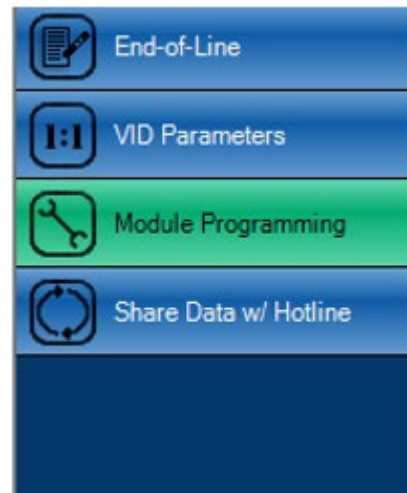 End-of-Line
1:1 VID Parameters
Module Programming
Share Data w/ Hotline